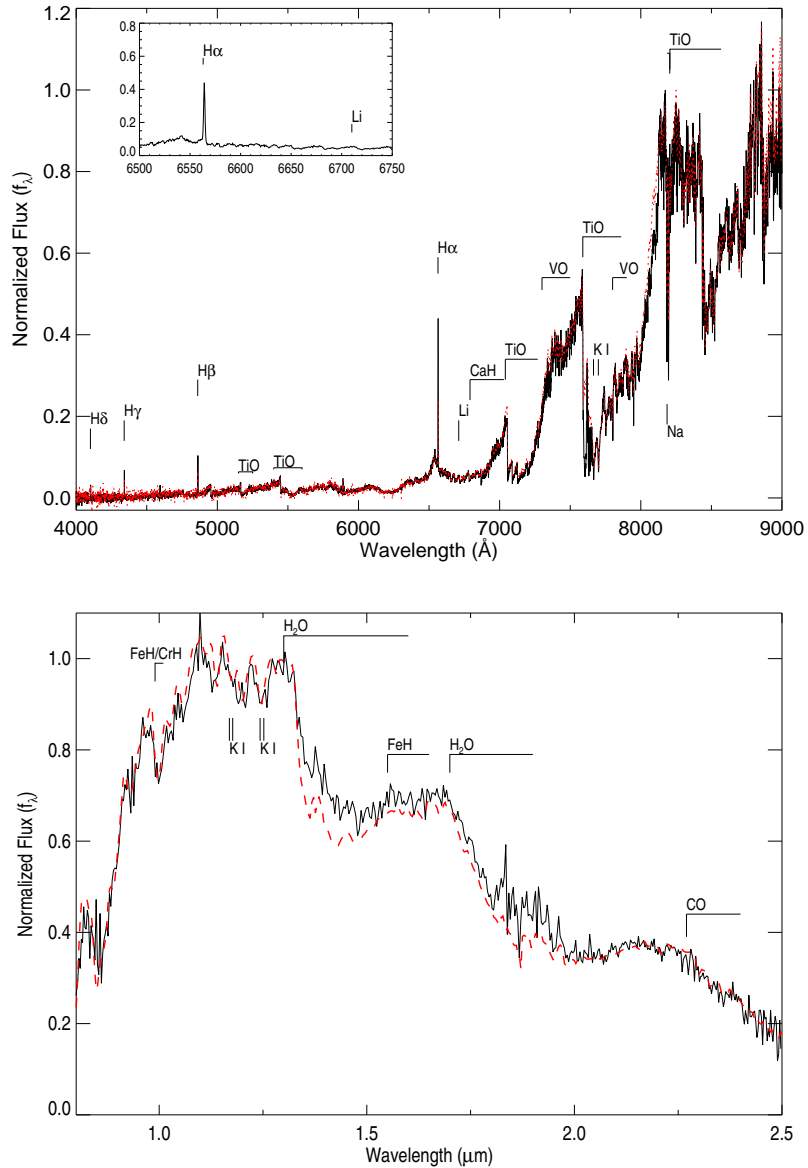 1.2
1.0
0.8
0.6
0.4
0.2
0.0
Normalized Flux (fλ)
0.8
0.6
0.4
0.2
0.0
Hα
Li
6500 6550 6600 6650 6700 6750
TiO
TiO
Hα
VO
VO
Hβ
CaH
TiO
K I
Hδ
Hγ
Li
Na
TiO
TiO
4000 5000 6000 7000 8000 9000
Wavelength (Å)
1.0
0.8
0.6
0.4
0.2
0.0
Normalized Flux (fλ)
H₂O
FeH/CrH
K I
K I
FeH
H₂O
CO
1.0 1.5 2.0 2.5
Wavelength (μm)